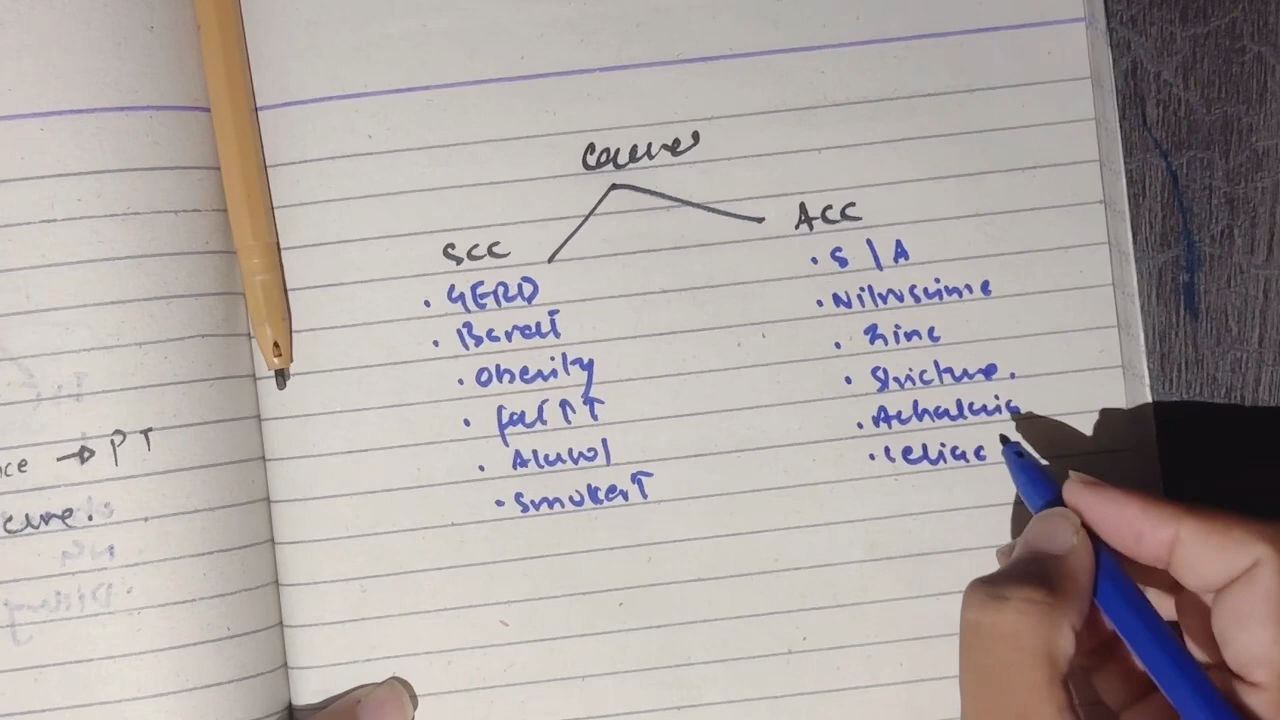 Causes
SCC
· GERD
· Barett
· Obesity
· fat ↑↑
· Alcohol
· Smoker ↑
ACC
· S / A
· Nitrosamine
· Zinc
· Stricture.
· Achalasia
· celiac
→ PT